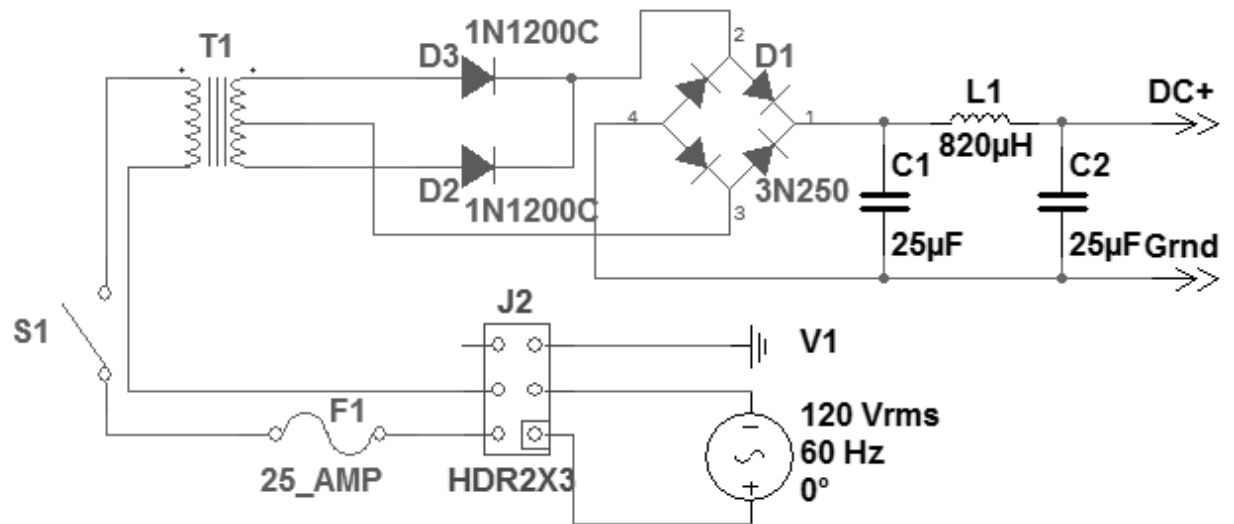 1N1200C
T1
D3
D1
2
L1
DC+
4
1
820µH
C1
C2
D2
1N1200C
3N250
3
25µF
25µF
Grnd
J2
S1
V1
F1
120 Vrms
60 Hz
0°
25_AMP
HDR2X3